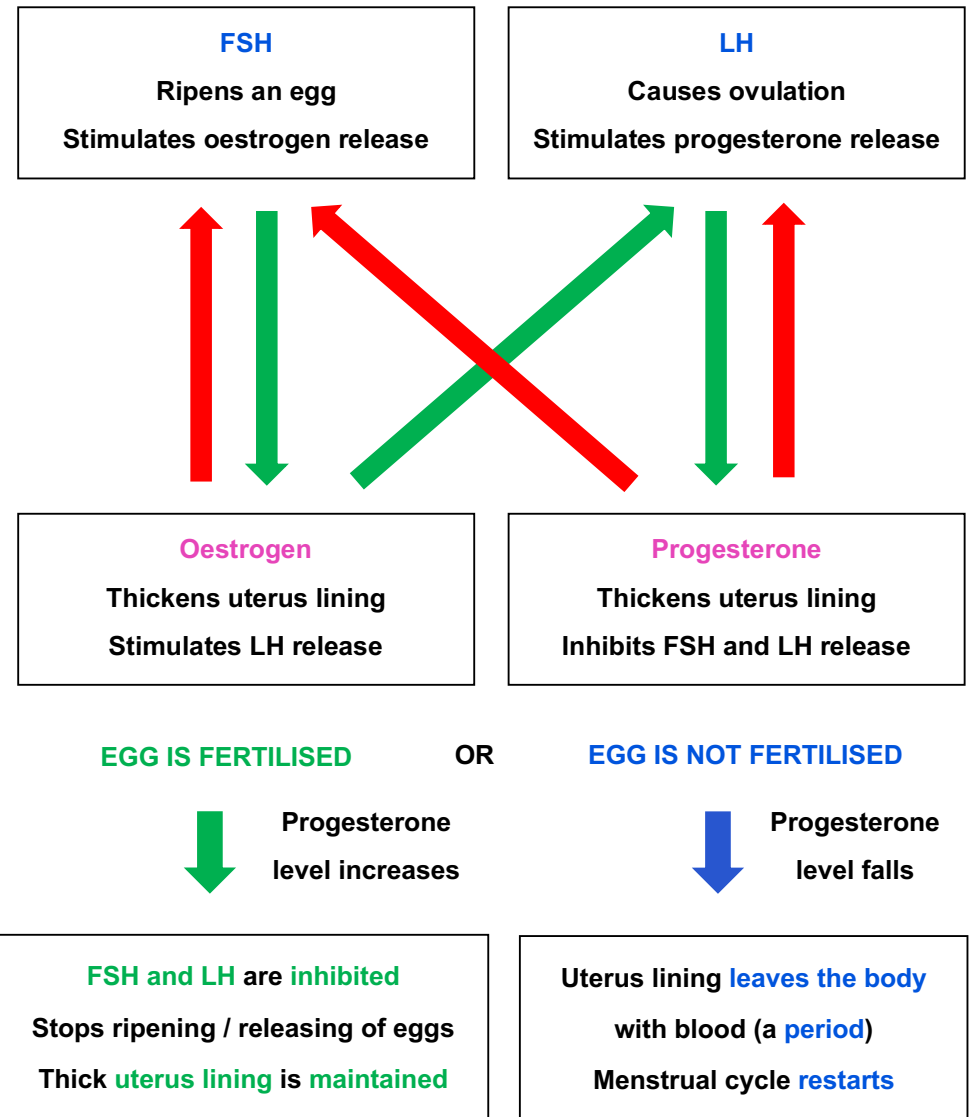 FSH
Ripens an egg
Stimulates oestrogen release
LH
Causes ovulation
Stimulates progesterone release
Oestrogen
Thickens uterus lining
Stimulates LH release
Progesterone
Thickens uterus lining
Inhibits FSH and LH release
EGG IS FERTILISED OR EGG IS NOT FERTILISED
Progesterone
level increases
Progesterone
level falls
FSH and LH are inhibited
Stops ripening / releasing of eggs
Thick uterus lining is maintained
Uterus lining leaves the body
with blood (a period)
Menstrual cycle restarts